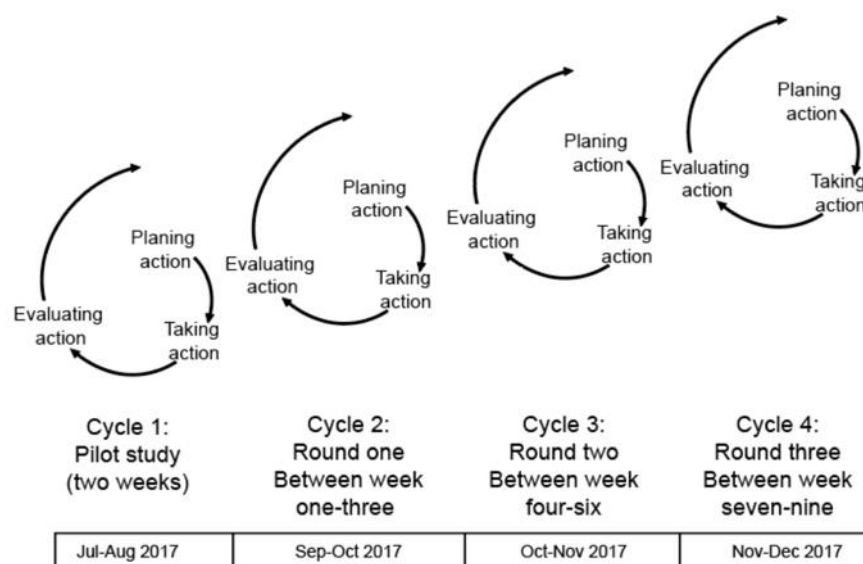 Planing
action
Taking
action
Evaluating
action
Planing
action
Taking
action
Evaluating
action
Planing
action
Taking
action
Evaluating
action
Planing
action
Taking
action
Evaluating
action
Cycle 1:
Pilot study
(two weeks)
Cycle 2:
Round one
Between week
one-three
Cycle 3:
Round two
Between week
four-six
Cycle 4:
Round three
Between week
seven-nine
Jul-Aug 2017
Sep-Oct 2017
Oct-Nov 2017
Nov-Dec 2017